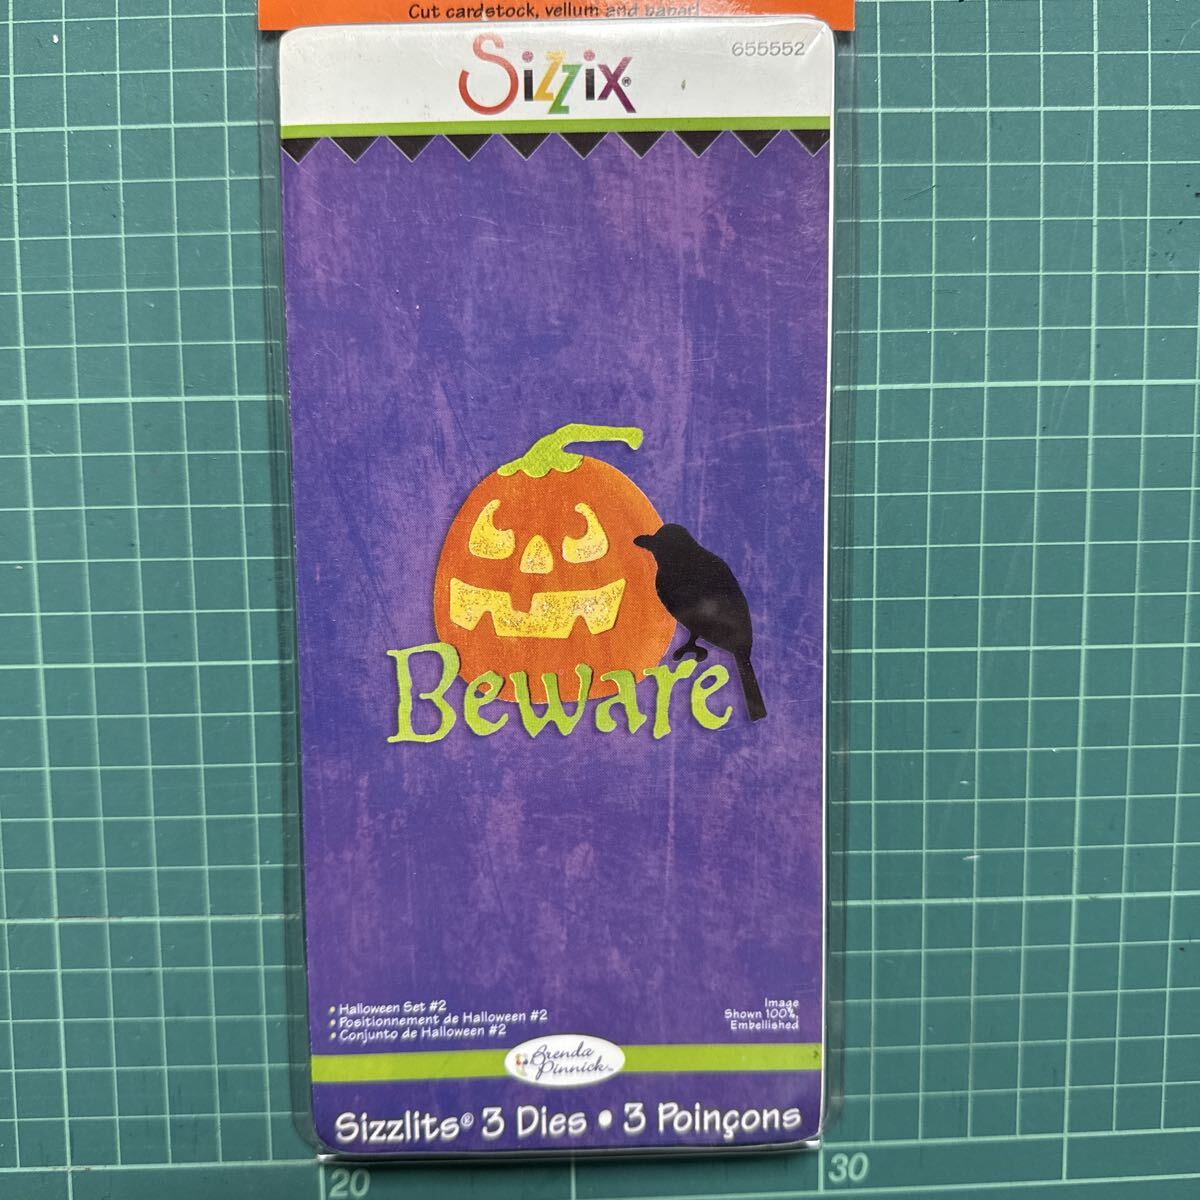 Cut cardstock, vellum and paper!
655552
Sizzix®
Beware
• Halloween Set #2
• Positionnement de Halloween #2
• Conjunto de Halloween #2
Image
Shown 100%,
Embellished
Brenda
Pinnick™
Sizzlits® 3 Dies • 3 Poinçons
20
30